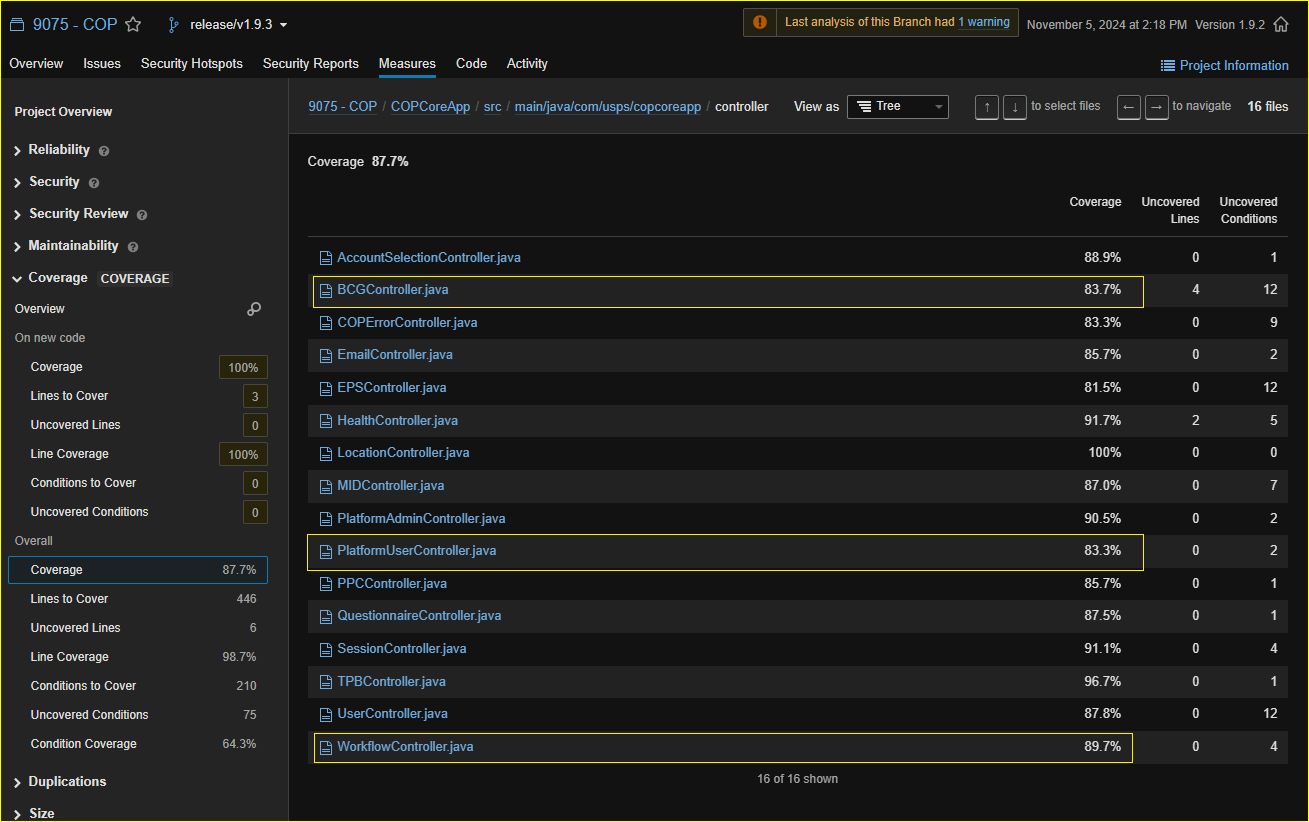 9075 - COP release/v1.9.3 Last analysis of this Branch had 1 warning November 5, 2024 at 2:18 PM Version 1.9.2
Overview Issues Security Hotspots Security Reports Measures Code Activity Project Information
Project Overview
Reliability
Security
Security Review
Maintainability
Coverage COVERAGE
Overview
On new code
Coverage 100%
Lines to Cover 3
Uncovered Lines 0
Line Coverage 100%
Conditions to Cover 0
Uncovered Conditions 0
Overall
Coverage 87.7%
Lines to Cover 446
Uncovered Lines 6
Line Coverage 98.7%
Conditions to Cover 210
Uncovered Conditions 75
Condition Coverage 64.3%
Duplications
Size
9075 - COP / COPCoreApp / src / main/java/com/usps/copcoreapp / controller View as Tree ↑ ↓ to select files ← → to navigate 16 files
Coverage 87.7%
Coverage Uncovered Lines Uncovered Conditions
AccountSelectionController.java 88.9% 0 1
BCGController.java 83.7% 4 12
COPErrorController.java 83.3% 0 9
EmailController.java 85.7% 0 2
EPSController.java 81.5% 0 12
HealthController.java 91.7% 2 5
LocationController.java 100% 0 0
MIDController.java 87.0% 0 7
PlatformAdminController.java 90.5% 0 2
PlatformUserController.java 83.3% 0 2
PPCController.java 85.7% 0 1
QuestionnaireController.java 87.5% 0 1
SessionController.java 91.1% 0 4
TPBController.java 96.7% 0 1
UserController.java 87.8% 0 12
WorkflowController.java 89.7% 0 4
16 of 16 shown